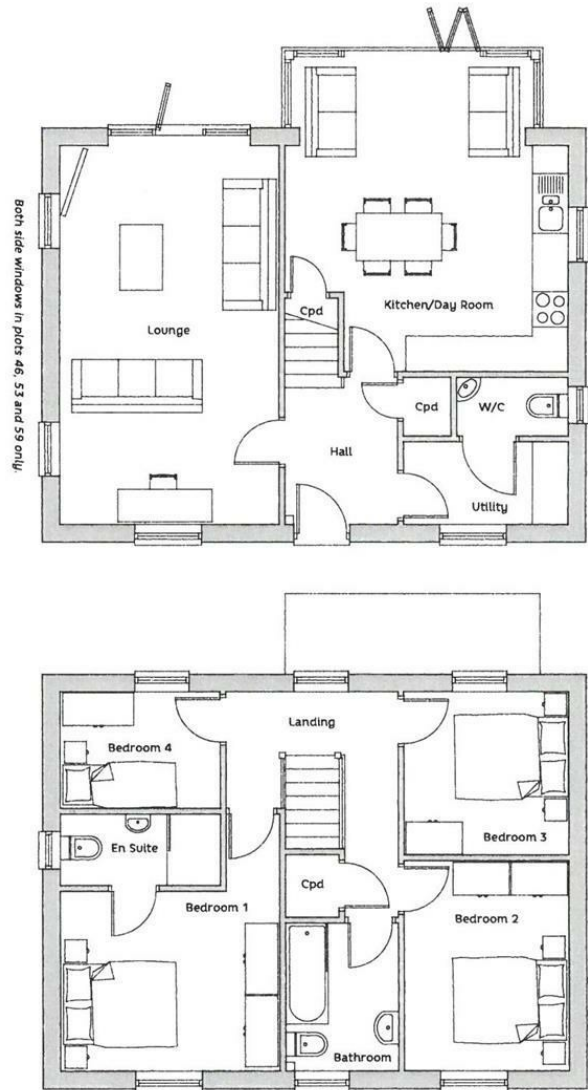 Both side windows in plots 46, 53 and 59 only.
Lounge
Cpd
Kitchen/Day Room
Cpd
W/C
Hall
Utility
Landing
Bedroom 4
Bedroom 3
En Suite
Cpd
Bedroom 1
Bedroom 2
Bathroom